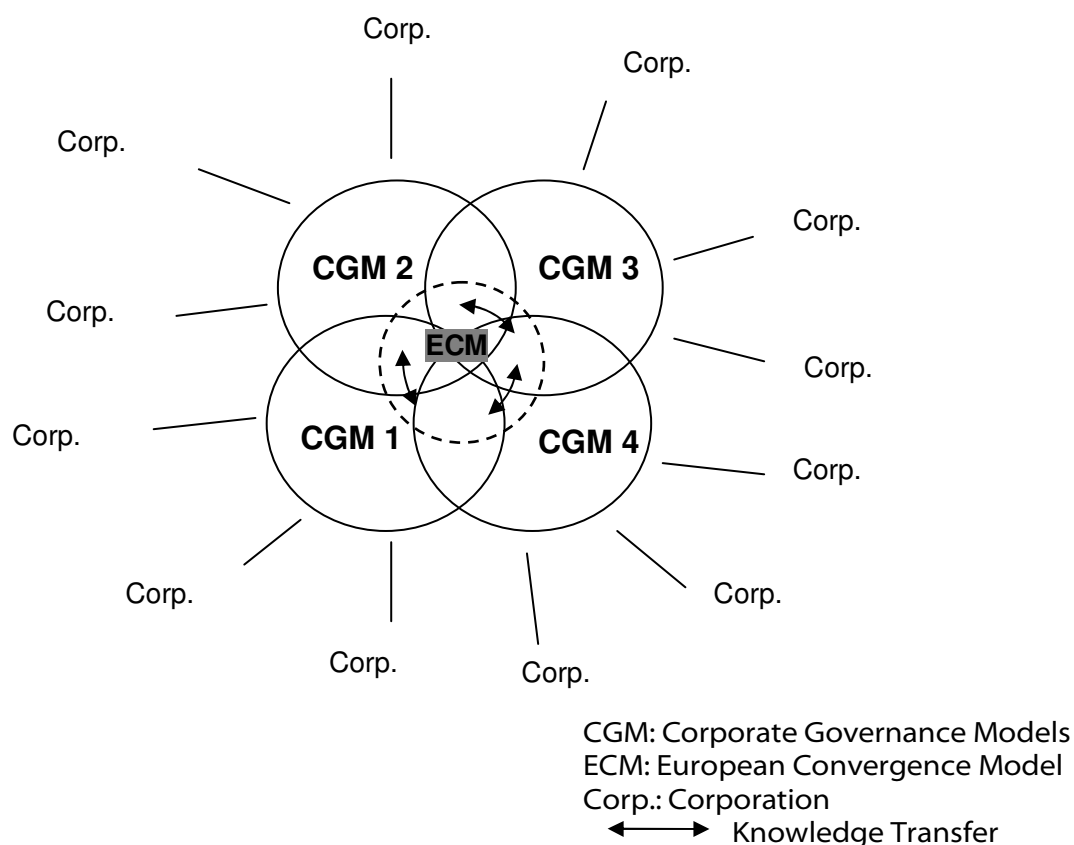 Corp.
Corp.
Corp.
Corp.
CGM 2
CGM 3
Corp.
ECM
Corp.
Corp.
CGM 1
CGM 4
Corp.
Corp.
Corp.
Corp.
Corp.
CGM: Corporate Governance Models
ECM: European Convergence Model
Corp.: Corporation
Knowledge Transfer